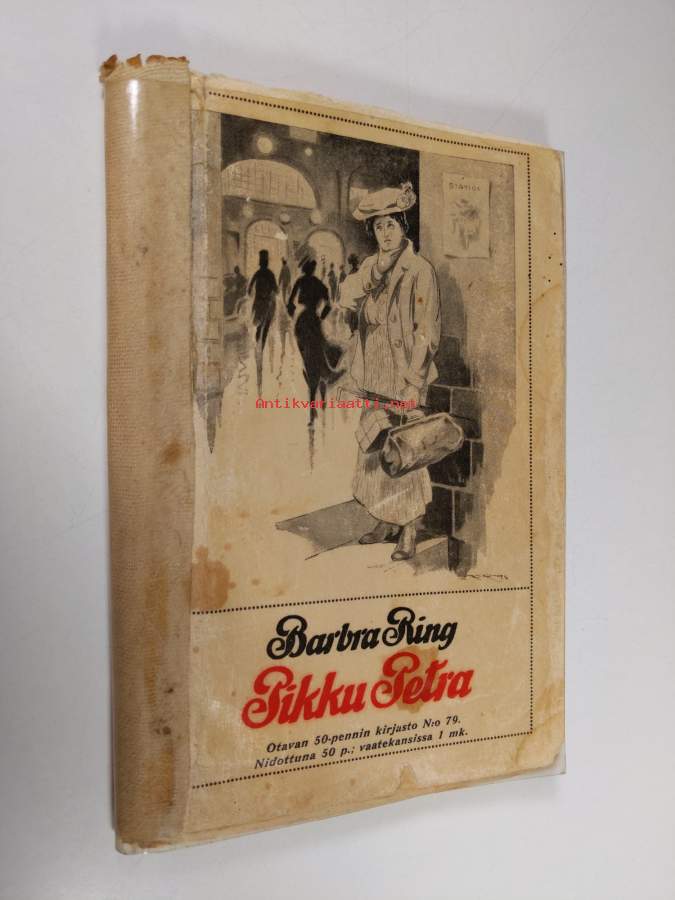 STATION
Antikvariaatti.net
Barbra Ring
Pikku Petra
Otavan 50-pennin kirjasto N:o 79.
Nidottuna 50 p.; vaatekansissa 1 mk.